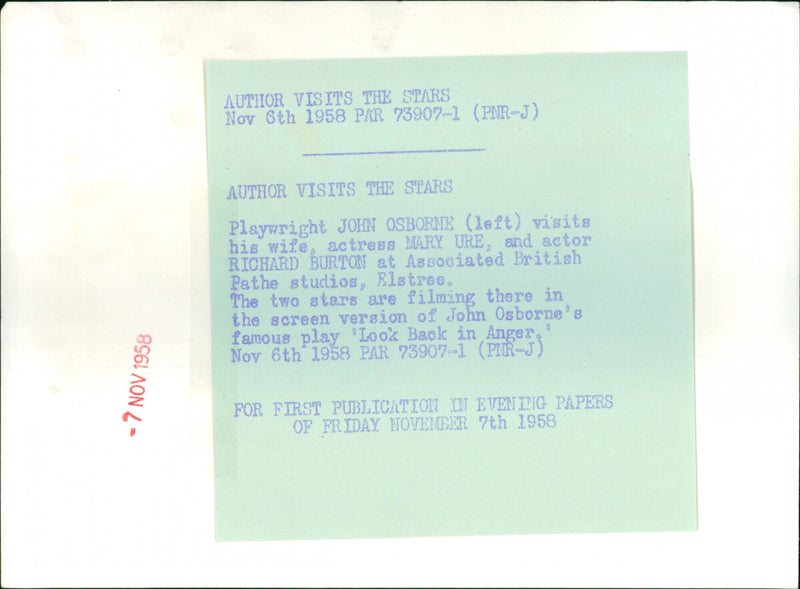 AUTHOR VISITS THE STARS
Nov 6th 1958 PAR 73907-1 (PNR-J)
AUTHOR VISITS THE STARS
Playwright JOHN OSBORNE (left) visits
his wife, actress MARY URE, and actor
RICHARD BURTON at Associated British
Pathe studios, Elstree.
The two stars are filming there in
the screen version of John Osborne's
famous play 'Look Back in Anger.'
Nov 6th 1958 PAR 73907-1 (PNR-J)
FOR FIRST PUBLICATION IN EVENING PAPERS
OF FRIDAY NOVEMBER 7th 1958
- 7 NOV 1958